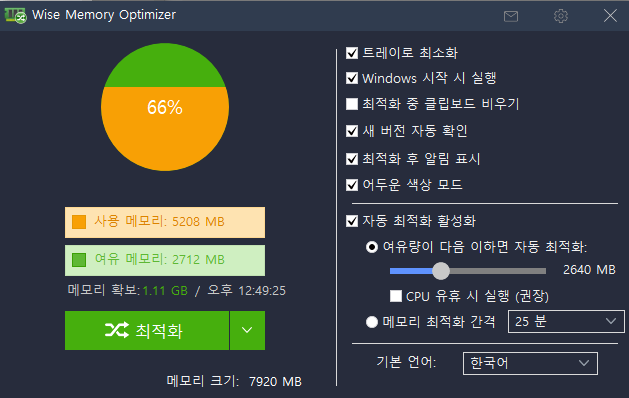 Wise Memory Optimizer
66%
사용 메모리: 5208 MB
여유 메모리: 2712 MB
메모리 확보:1.11 GB / 오후 12:49:25
최적화
메모리 크기: 7920 MB
트레이로 최소화
Windows 시작 시 실행
최적화 중 클립보드 비우기
새 버전 자동 확인
최적화 후 알림 표시
어두운 색상 모드
자동 최적화 활성화
여유량이 다음 이하면 자동 최적화:
2640 MB
CPU 유휴 시 실행 (권장)
메모리 최적화 간격 25 분
기본 언어: 한국어